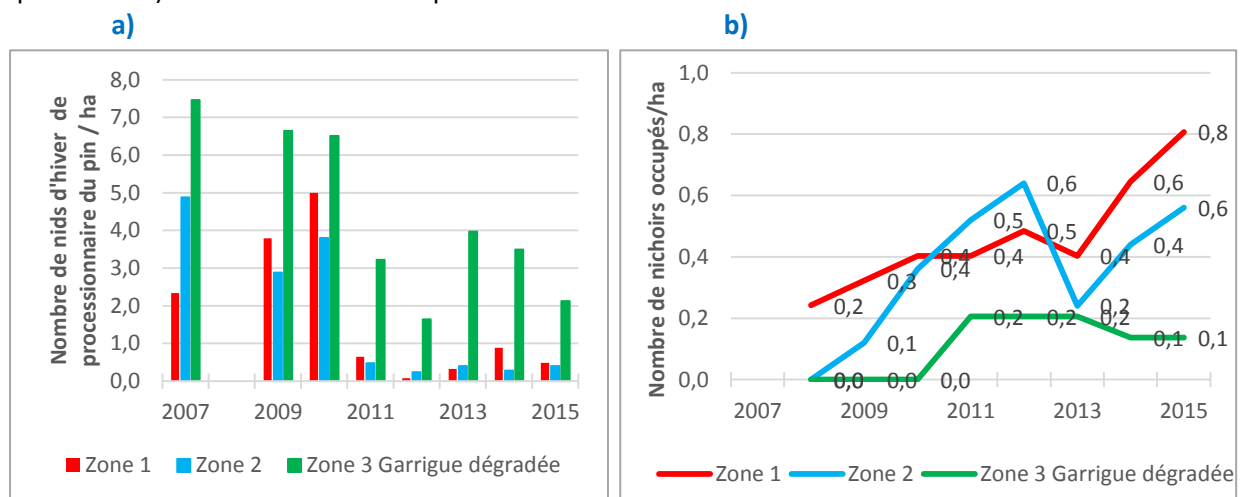 a)
b)
Nombre de nids d'hiver de
processionnaire du pin / ha
8,0
7,0
6,0
5,0
4,0
3,0
2,0
1,0
0,0
2007 2009 2011 2013 2015
Zone 1 Zone 2 Zone 3 Garrigue dégradée
Nombre de nichoirs occupés/ha
1,0
0,8
0,6
0,4
0,2
0,0
0,2 0,3 0,4 0,4 0,5 0,4 0,6 0,8
0,0 0,1 0,4 0,5 0,6 0,2 0,4 0,6
0,0 0,0 0,0 0,2 0,2 0,2 0,1 0,1
2007 2009 2011 2013 2015
Zone 1 Zone 2 Zone 3 Garrigue dégradée